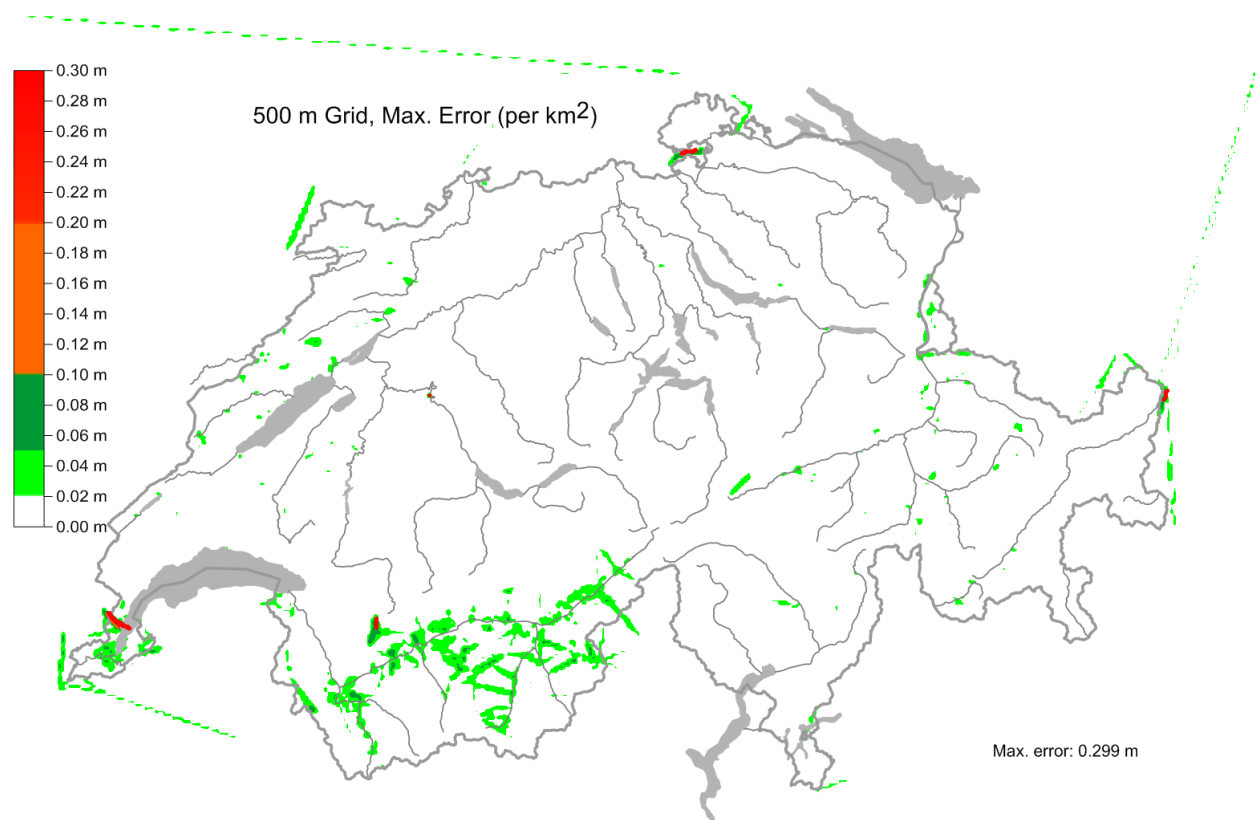 0.30 m
0.28 m
0.26 m
0.24 m
0.22 m
0.20 m
0.18 m
0.16 m
0.14 m
0.12 m
0.10 m
0.08 m
0.06 m
0.04 m
0.02 m
0.00 m
500 m Grid, Max. Error (per km2)
Max. error: 0.299 m